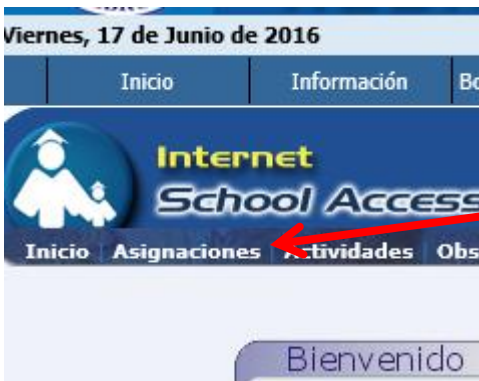 Viernes, 17 de Junio de 2016
Inicio Información
Internet
School Access
Inicio Asignaciones Actividades
Bienvenido